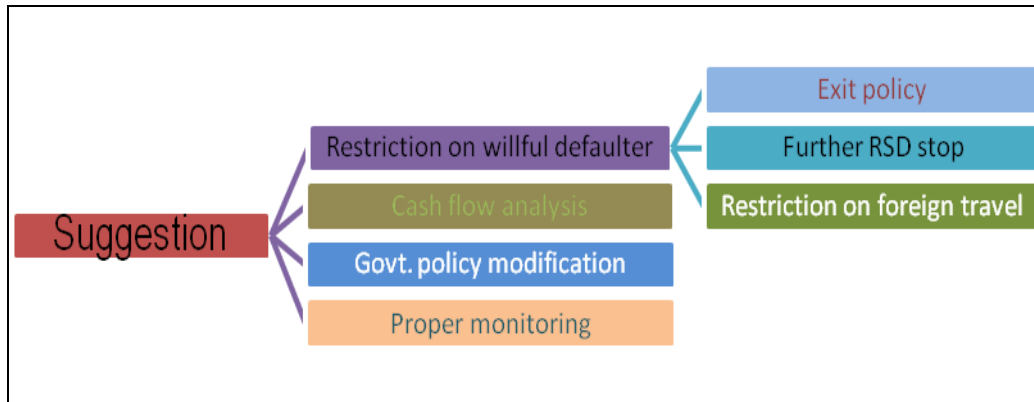 Suggestion
Restriction on willful defaulter
Cash flow analysis
Govt. policy modification
Proper monitoring
Exit policy
Further RSD stop
Restriction on foreign travel